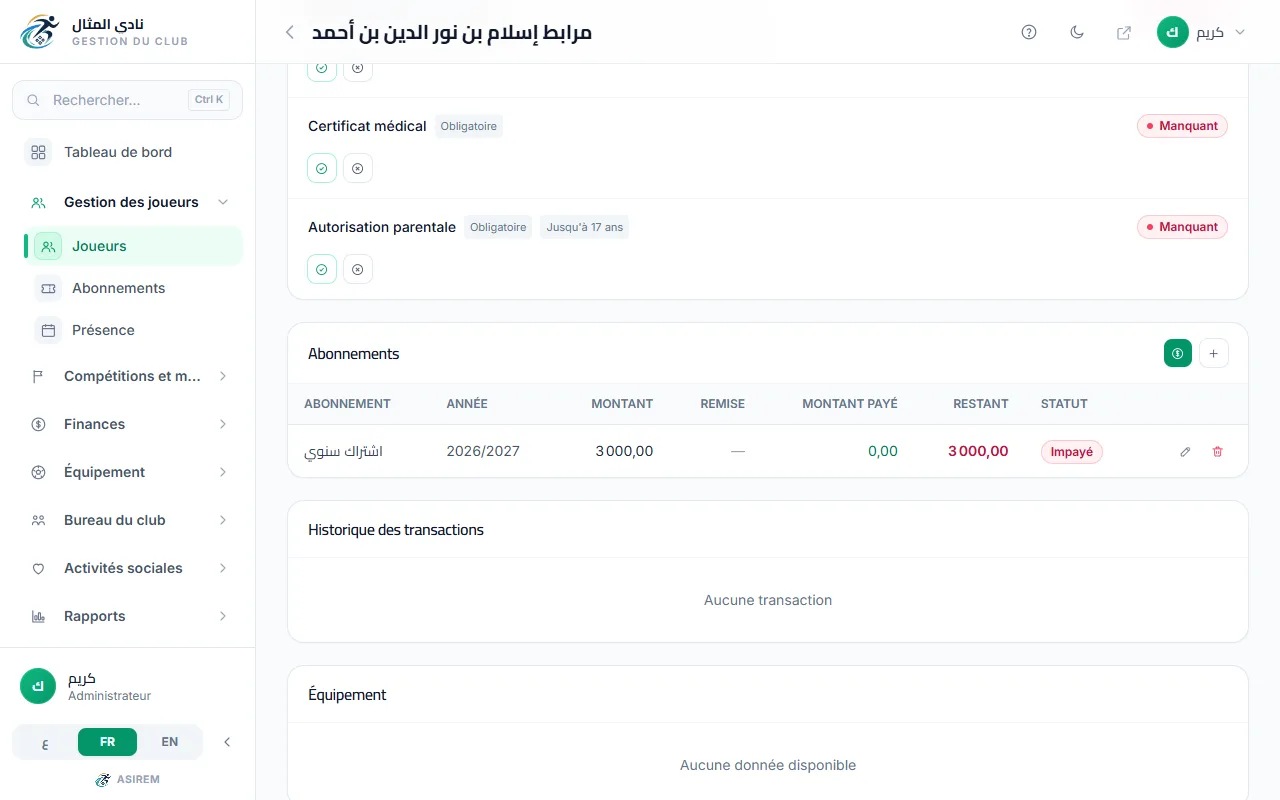 نادي المثال
GESTION DU CLUB
Rechercher...
Ctrl K
Tableau de bord
Gestion des joueurs
Joueurs
Abonnements
Présence
Compétitions et m...
Finances
Équipement
Bureau du club
Activités sociales
Rapports
ك
كريم
Administrateur
ع
FR
EN
ASIREM
مرابط إسلام بن نور الدين بن أحمد
ك
كريم
Certificat médical
Obligatoire
Manquant
Autorisation parentale
Obligatoire
Jusqu'à 17 ans
Manquant
Abonnements
ABONNEMENT ANNÉE MONTANT REMISE MONTANT PAYÉ RESTANT STATUT
اشتراك سنوي 2026/2027 3 000,00 — 0,00 3 000,00 Impayé
Historique des transactions
Aucune transaction
Équipement
Aucune donnée disponible